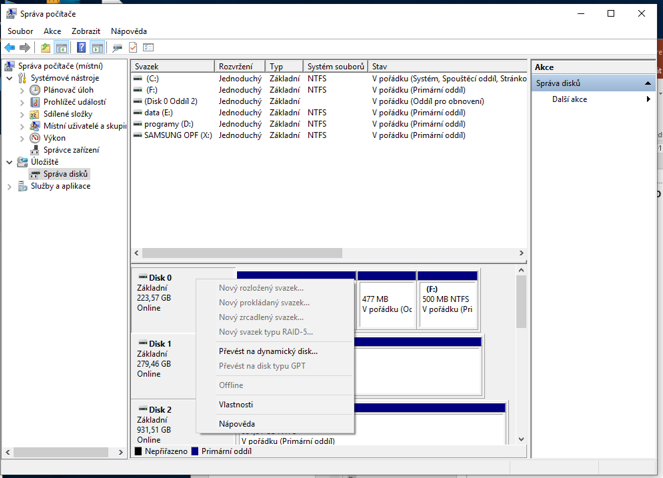 Správa počítače
Soubor Akce Zobrazit Nápověda
Správa počítače (místní)
Systémové nástroje
Plánovač úloh
Prohlížeč událostí
Sdílené složky
Místní uživatelé a skupi
Výkon
Správce zařízení
Úložiště
Správa disků
Služby a aplikace
Svazek Rozvržení Typ Systém souborů Stav
(C:) Jednoduchý Základní NTFS V pořádku (Systém, Spouštěcí oddíl, Stránko
(F:) Jednoduchý Základní NTFS V pořádku (Primární oddíl)
(Disk 0 Oddíl 2) Jednoduchý Základní V pořádku (Oddíl pro obnovení)
data (E:) Jednoduchý Základní NTFS V pořádku (Primární oddíl)
programy (D:) Jednoduchý Základní NTFS V pořádku (Primární oddíl)
SAMSUNG OPF (X:) Jednoduchý Základní NTFS V pořádku (Primární oddíl)
Akce
Správa disků
Další akce
Disk 0
Základní
223,57 GB
Online
477 MB
V pořádku (Oc
(F:)
500 MB NTFS
V pořádku (Pri
Disk 1
Základní
279,46 GB
Online
Disk 2
Základní
931,51 GB
Online
V pořádku (Primární oddíl)
Nový rozložený svazek...
Nový prokládaný svazek...
Nový zrcadlený svazek...
Nový svazek typu RAID-5...
Převést na dynamický disk...
Převést na disk typu GPT
Offline
Vlastnosti
Nápověda
Nepřiřazeno Primární oddíl